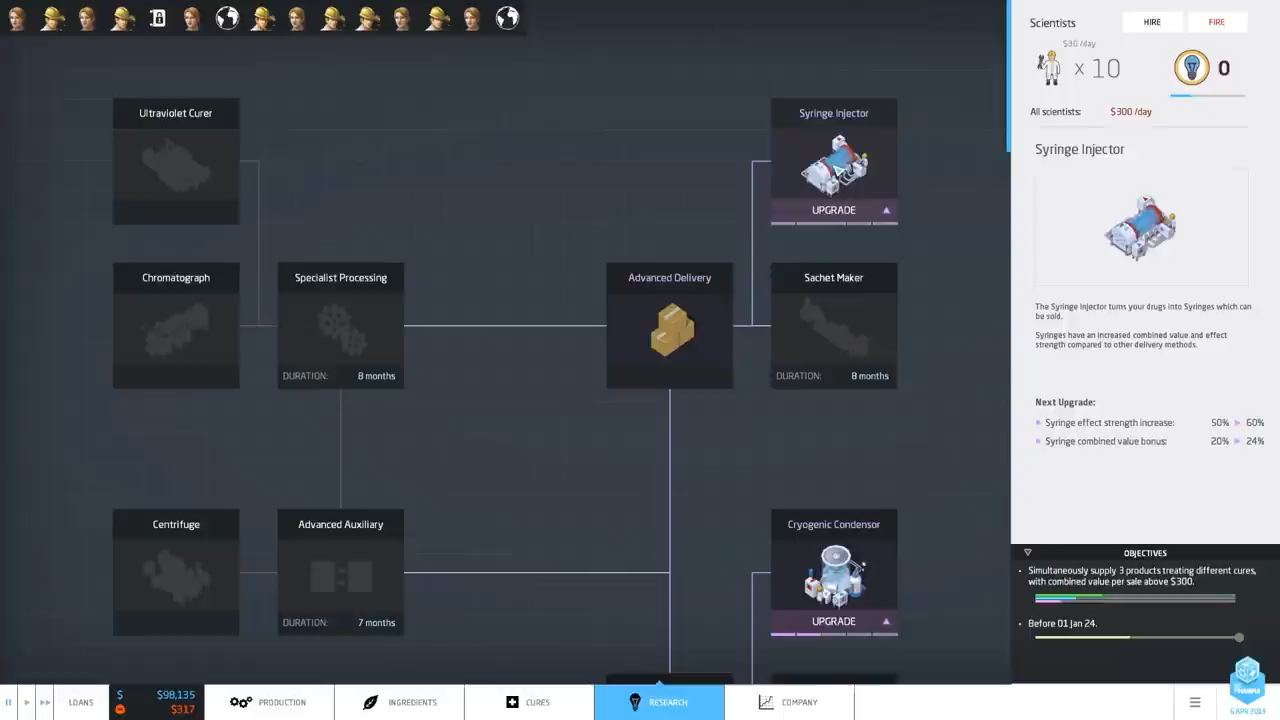 Scientists
HIRE
FIRE
$30 /day
x 10
0
All scientists:
$300 /day
Ultraviolet Curer
Syringe Injector
UPGRADE
Syringe Injector
Chromatograph
Specialist Processing
DURATION:
8 months
Advanced Delivery
Sachet Maker
DURATION:
8 months
The Syringe Injector turns your drugs into Syringes which can
be sold.
Syringes have an increased combined value and effect
strength compared to other delivery methods.
Next Upgrade:
Syringe effect strength increase:
50%
60%
Syringe combined value bonus:
20%
24%
Centrifuge
Advanced Auxiliary
DURATION:
7 months
Cryogenic Condensor
UPGRADE
OBJECTIVES
Simultaneously supply 3 products treating different cures,
with combined value per sale above $300.
Before 01 Jan 24.
LOANS
$
$98,135
$317
PRODUCTION
INGREDIENTS
CURES
RESEARCH
COMPANY